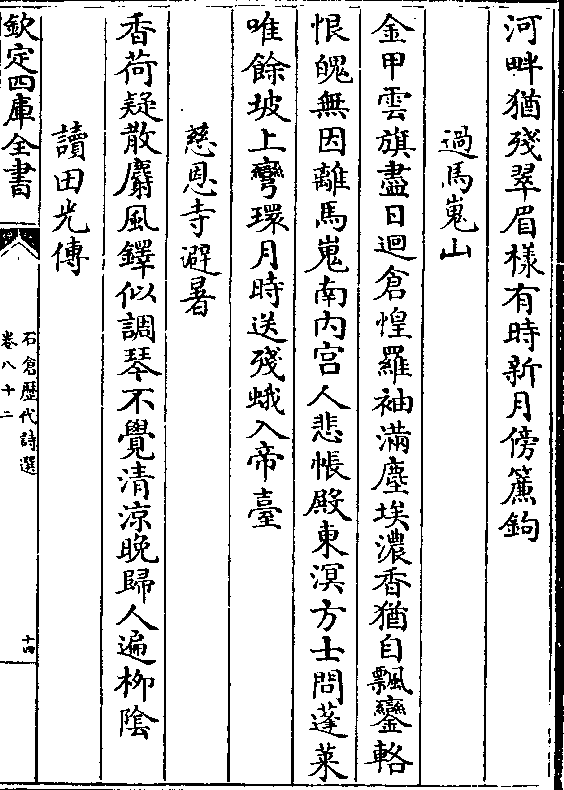 河畔猶殘翠眉様有時新月傍簾鉤
過馬嵬山
金甲雲旗盡日迴倉惶羅袖滿塵埃濃香猶自飄鑾輅
恨魄無因離馬嵬南內宮人悲帳殿東溟方士問蓬萊
唯餘坡上彎環月時送殘蛾入帝臺
慈恩寺避暑
香荷疑散麝風鐸似調琴不覺清涼晚歸人遍栁陰
讀田光傳
欽定四庫全書
石倉歴代詩選
卷八十二
十四